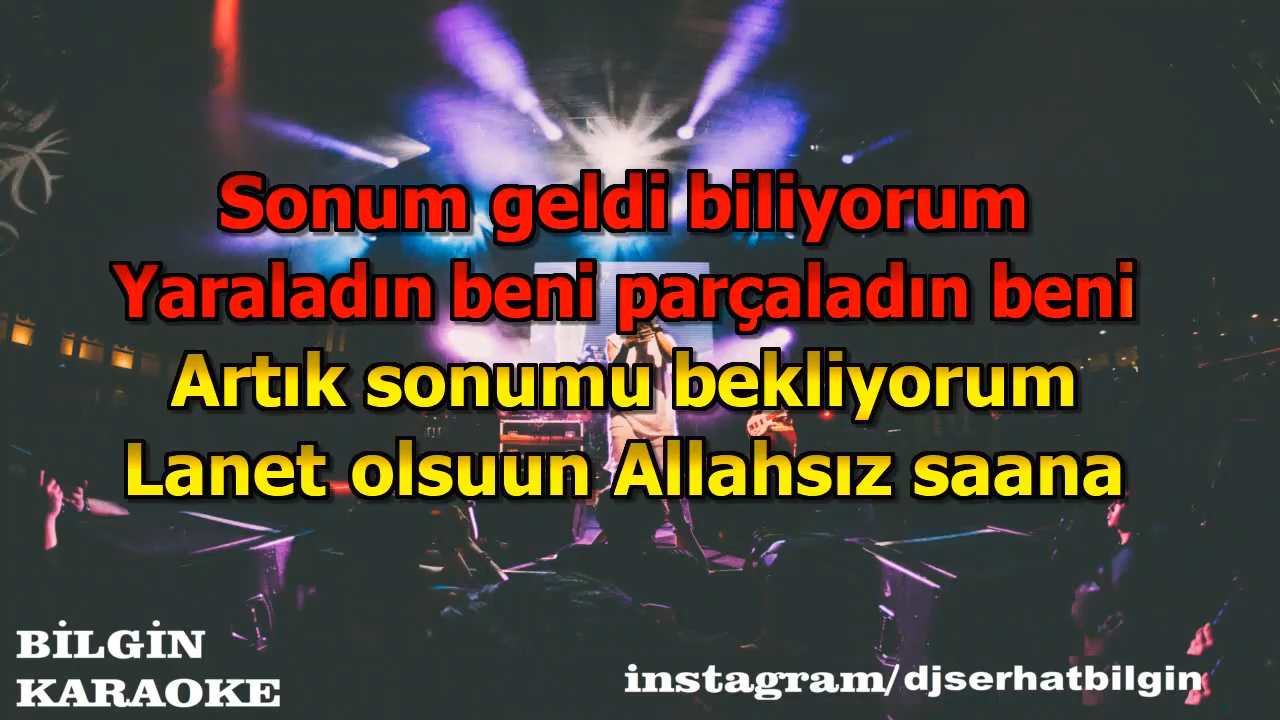 Sonum geldi biliyorum
Yaraladın beni parçaladın beni
Artık sonumu bekliyorum
Lanet olsuun Allahsız saana
BİLGİN
KARAOKE
instagram/djserhatbilgin